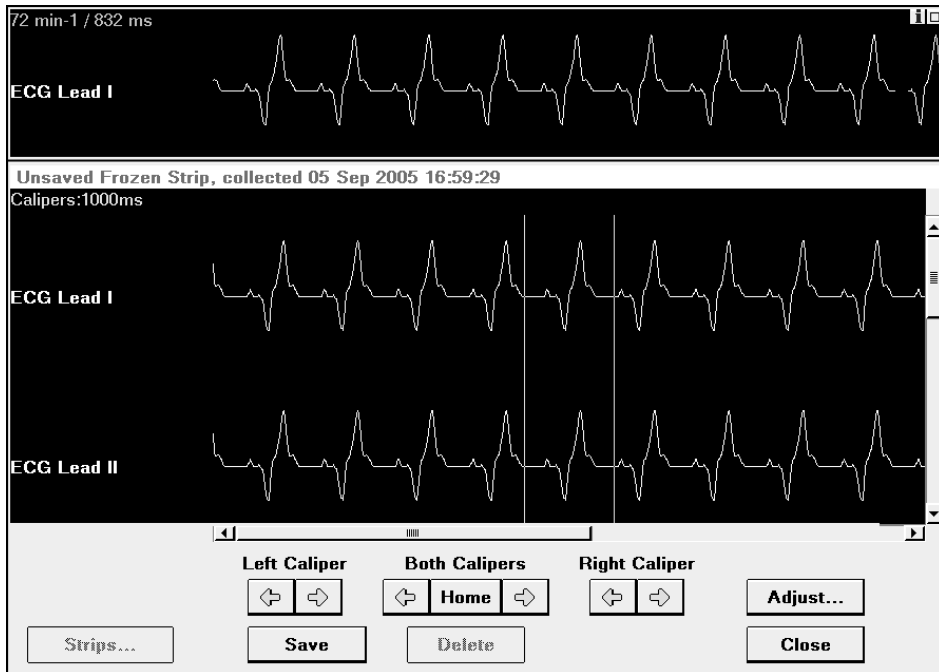 72 min-1 / 832 ms
i
ECG Lead I
Unsaved Frozen Strip, collected 05 Sep 2005 16:59:29
Calipers:1000ms
ECG Lead I
ECG Lead II
Left Caliper Both Calipers Right Caliper
Home Adjust...
Strips... Save Delete Close